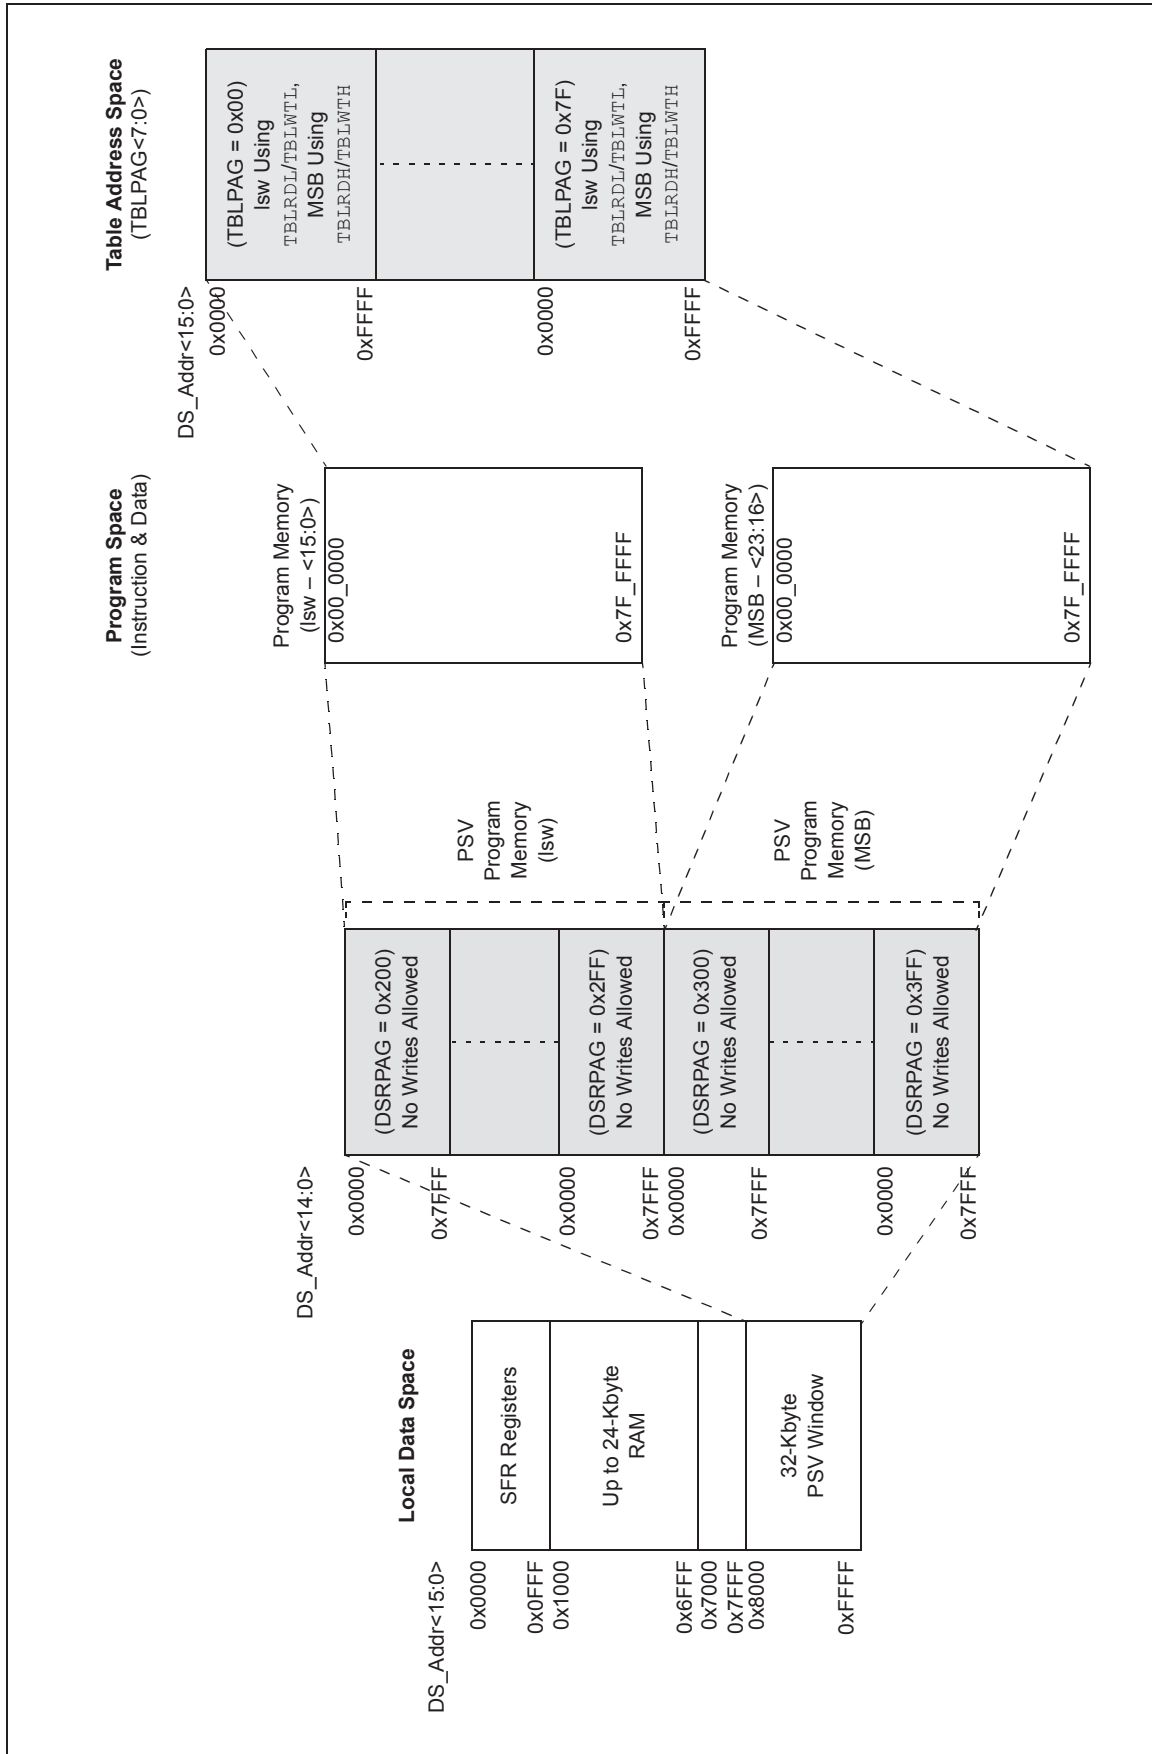 Local Data Space
DS_Addr<15:0>
0x0000
SFR Registers
0x0FFF
0x1000
Up to 24-Kbyte
RAM
0x6FFF
0x7000
0x7FFF
0x8000
32-Kbyte
PSV Window
0xFFFF
DS_Addr<14:0>
0x0000
(DSRPAG = 0x200)
No Writes Allowed
0x7FFF
0x0000
(DSRPAG = 0x2FF)
No Writes Allowed
0x7FFF
0x0000
(DSRPAG = 0x300)
No Writes Allowed
0x7FFF
0x0000
(DSRPAG = 0x3FF)
No Writes Allowed
0x7FFF
PSV
Program
Memory
(lsw)
PSV
Program
Memory
(MSB)
Program Space
(Instruction & Data)
Program Memory
(lsw – <15:0>)
0x00_0000
0x7F_FFFF
Program Memory
(MSB – <23:16>)
0x00_0000
0x7F_FFFF
Table Address Space
(TBLPAG<7:0>)
DS_Addr<15:0>
0x0000
(TBLPAG = 0x00)
lsw Using
TBLRDL/TBLWTL,
MSB Using
TBLRDH/TBLWTH
0xFFFF
0x0000
(TBLPAG = 0x7F)
lsw Using
TBLRDL/TBLWTL,
MSB Using
TBLRDH/TBLWTH
0xFFFF